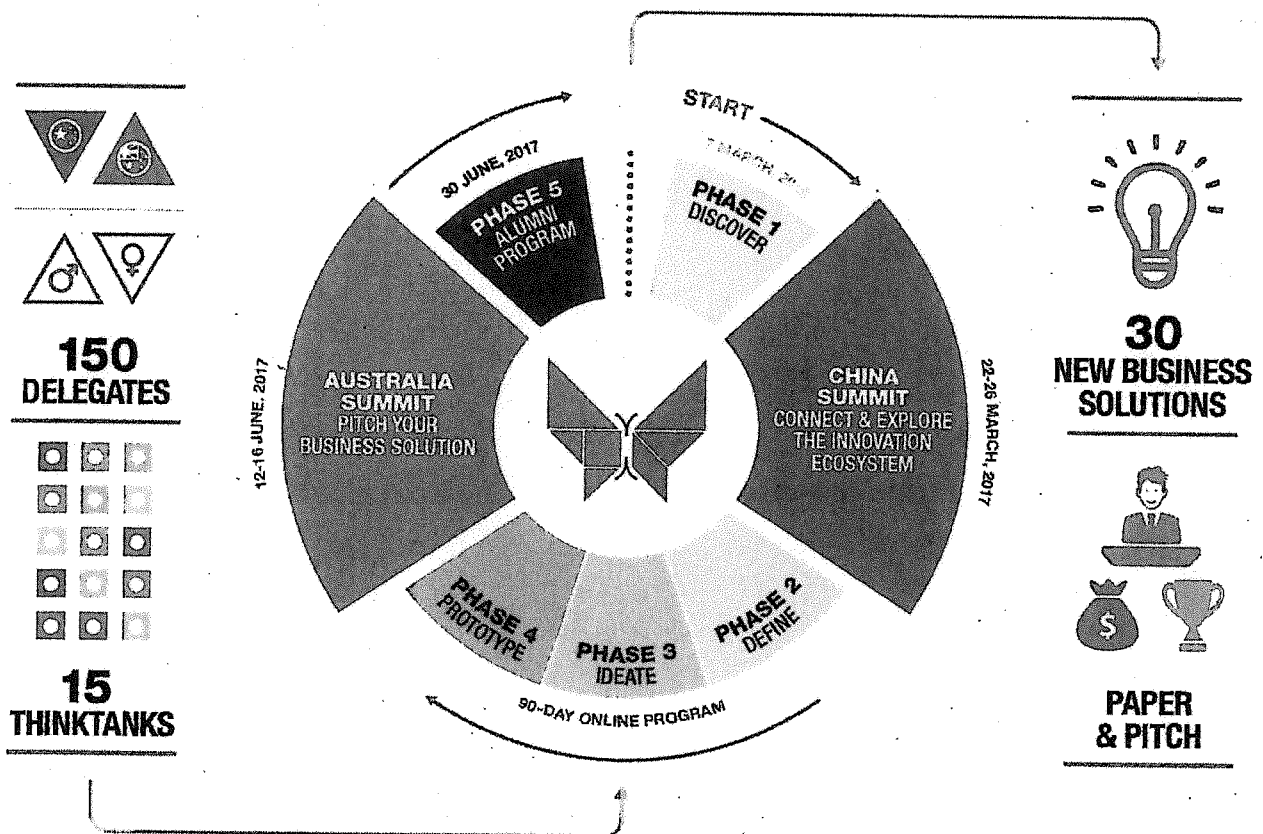 150
DELEGATES
15
THINKTANKS
START
7 MARCH,
PHASE 1
DISCOVER
CHINA
SUMMIT
CONNECT & EXPLORE
THE INNOVATION
ECOSYSTEM
22-26 MARCH, 2017
PHASE 2
DEFINE
PHASE 3
IDEATE
PHASE 4
PROTOTYPE
90-DAY ONLINE PROGRAM
AUSTRALIA
SUMMIT
PITCH YOUR
BUSINESS SOLUTION
12-16 JUNE, 2017
PHASE 5
ALUMNI
PROGRAM
30 JUNE, 2017
30
NEW BUSINESS
SOLUTIONS
$
PAPER
& PITCH